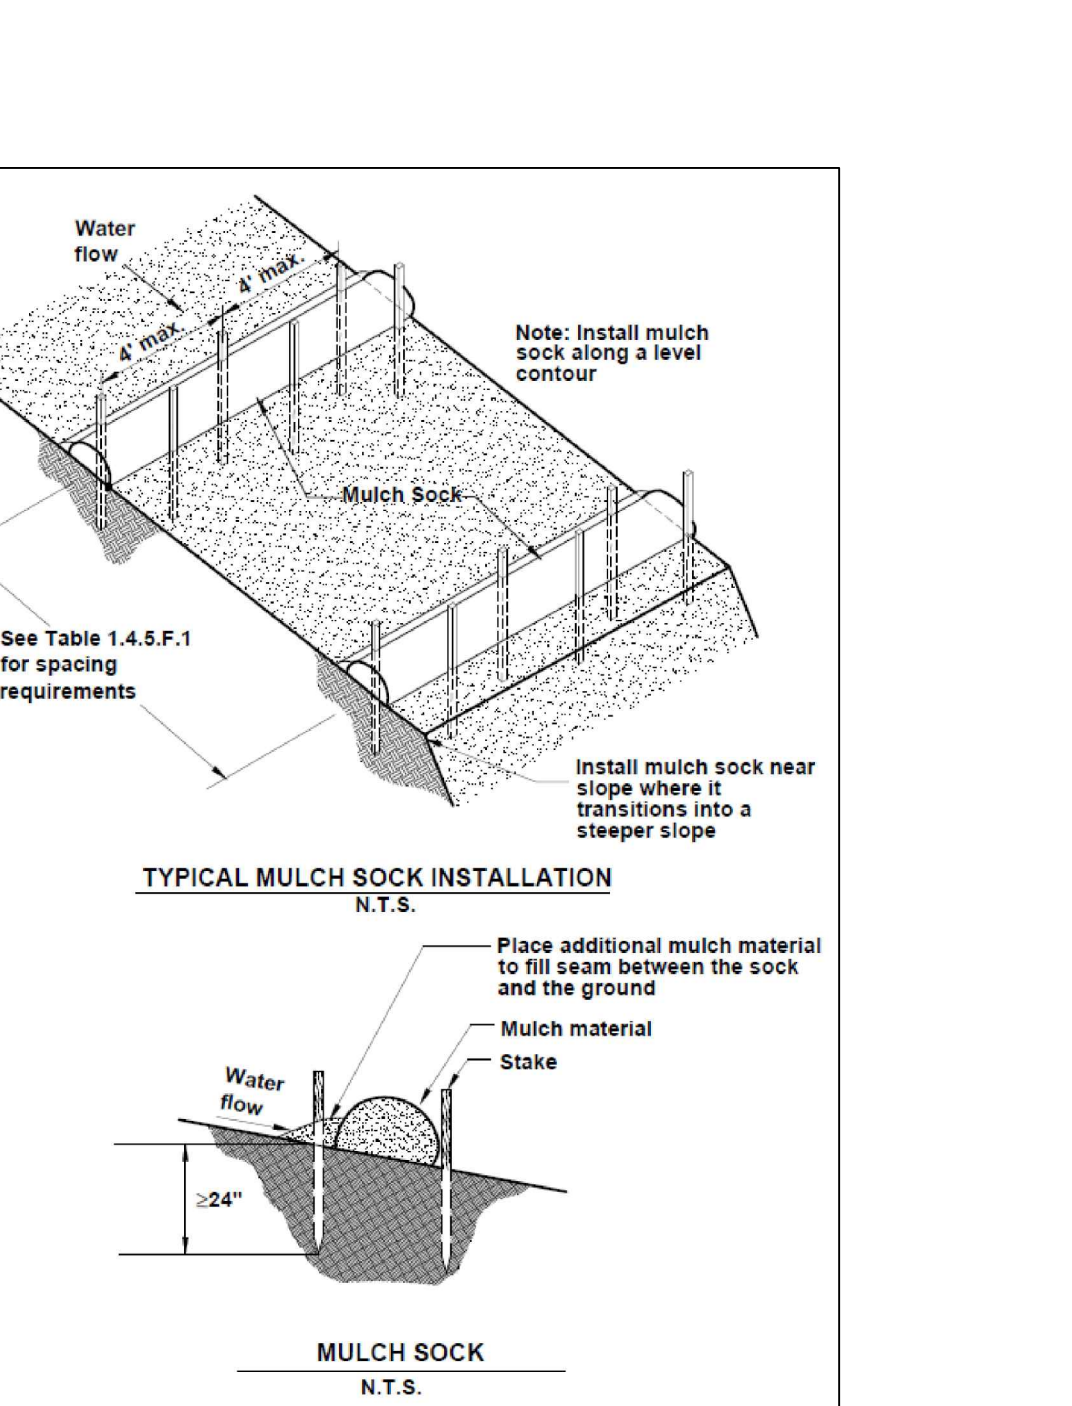 Water
flow
4' max.
4' max.
Note: Install mulch
sock along a level
contour
Mulch Sock
See Table 1.4.5.F.1
for spacing
requirements
Install mulch sock near
slope where it
transitions into a
steeper slope
TYPICAL MULCH SOCK INSTALLATION
N.T.S.
Place additional mulch material
to fill seam between the sock
and the ground
Mulch material
Stake
Water
flow
≥24"
MULCH SOCK
N.T.S.